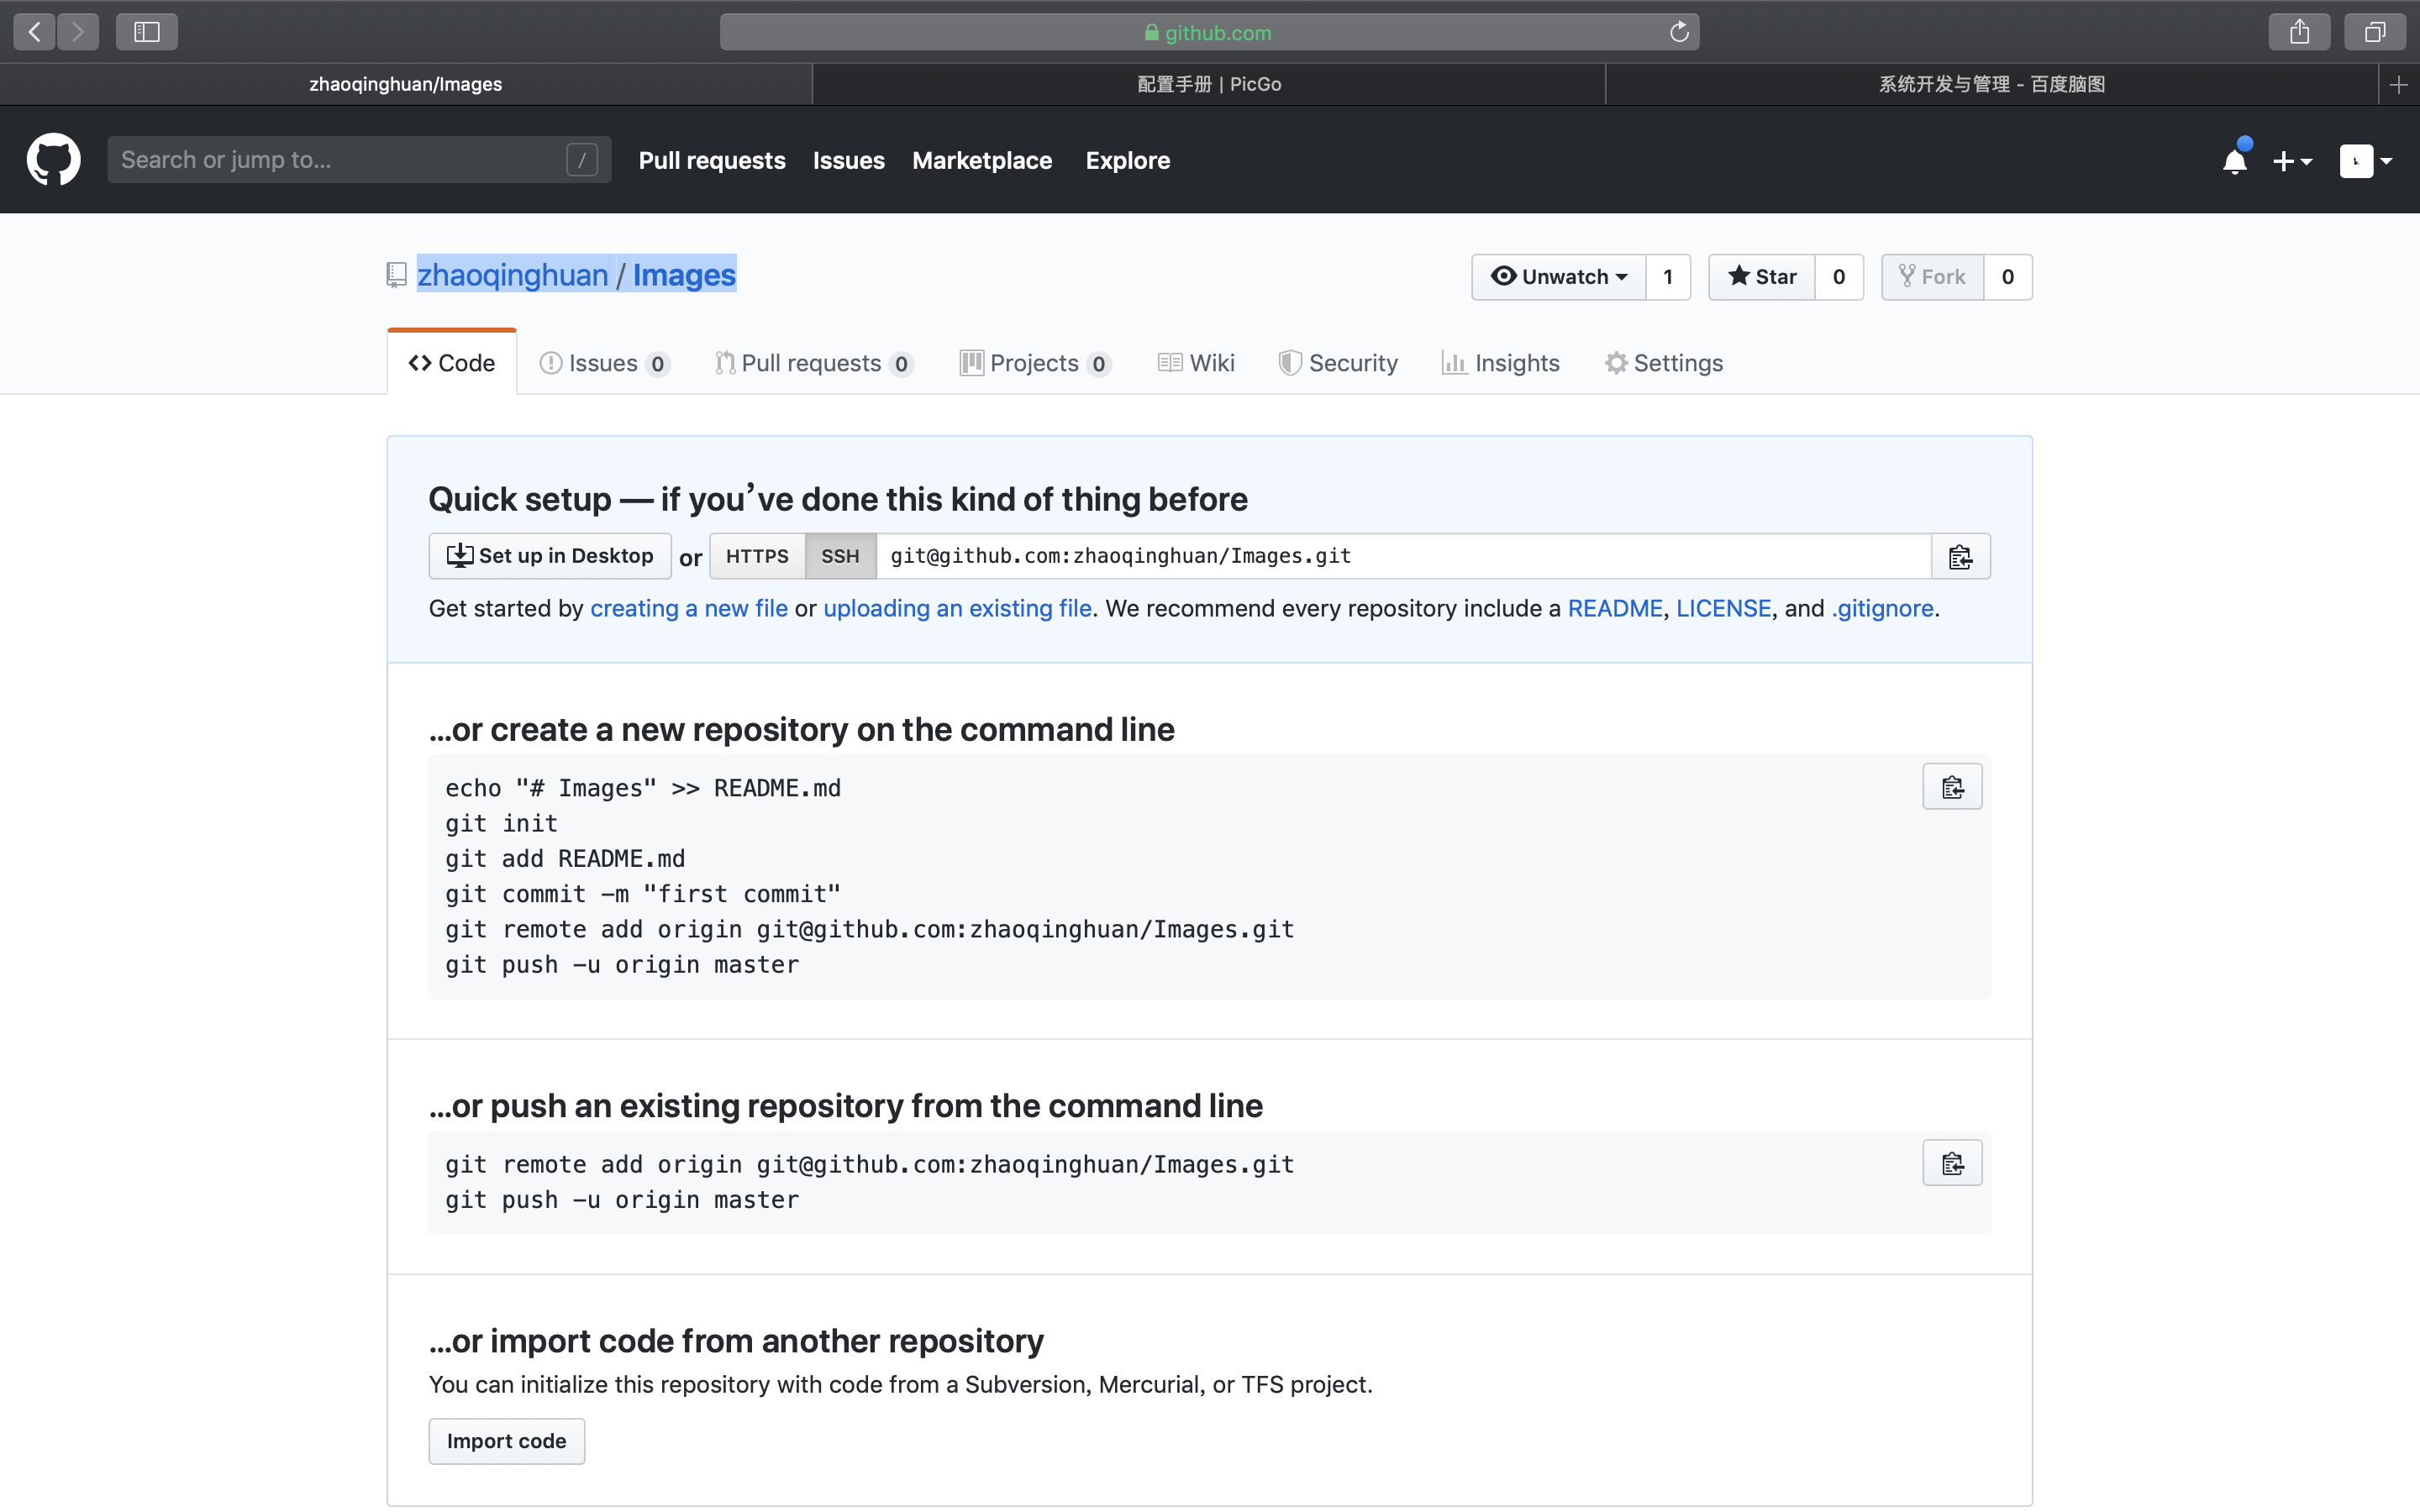 github.com
zhaoqinghuan/Images
配置手册 | PicGo
系统开发与管理 - 百度脑图
Search or jump to... /
Pull requests Issues Marketplace Explore
zhaoqinghuan / Images
Unwatch 1 Star 0 Fork 0
Code Issues 0 Pull requests 0 Projects 0 Wiki Security Insights Settings
Quick setup — if you’ve done this kind of thing before
Set up in Desktop or HTTPS SSH git@github.com:zhaoqinghuan/Images.git
Get started by creating a new file or uploading an existing file. We recommend every repository include a README, LICENSE, and .gitignore.
…or create a new repository on the command line
echo "# Images" >> README.md
git init
git add README.md
git commit -m "first commit"
git remote add origin git@github.com:zhaoqinghuan/Images.git
git push -u origin master
…or push an existing repository from the command line
git remote add origin git@github.com:zhaoqinghuan/Images.git
git push -u origin master
…or import code from another repository
You can initialize this repository with code from a Subversion, Mercurial, or TFS project.
Import code